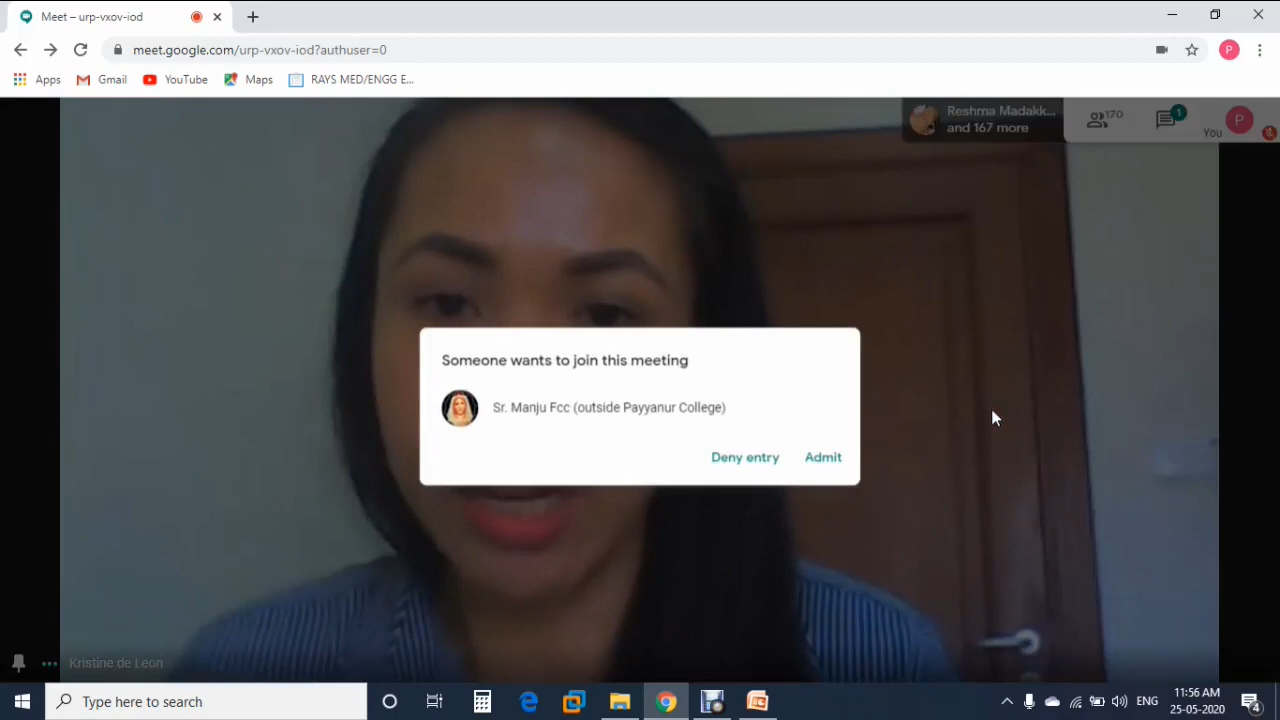 Meet – urp-vxov-iod
meet.google.com/urp-vxov-iod?authuser=0
P
Apps
Gmail
YouTube
Maps
RAYS MED/ENGG E...
Reshma Madakk...
and 167 more
170
1
You
P
Someone wants to join this meeting
Sr. Manju Fcc (outside Payyanur College)
Deny entry
Admit
Kristine de Leon
Type here to search
ENG
11:56 AM
25-05-2020
4